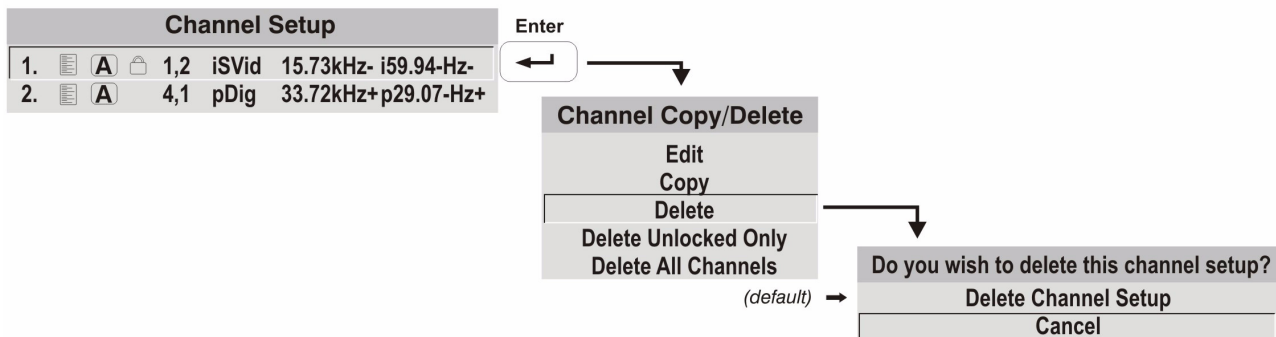 Channel Setup
Enter
1. A 1,2 iSVid 15.73kHz- i59.94-Hz-
2. A 4,1 pDig 33.72kHz+ p29.07-Hz+
Channel Copy/Delete
Edit
Copy
Delete
Delete Unlocked Only
Delete All Channels
Do you wish to delete this channel setup?
(default) ➞ Delete Channel Setup
Cancel